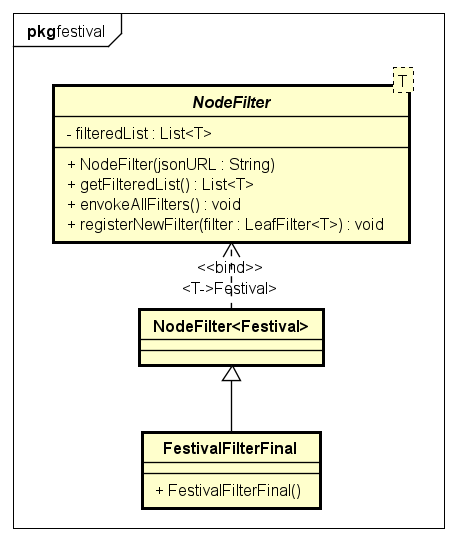 pkg festival
T
NodeFilter
- filteredList : List<T>
+ NodeFilter(jsonURL : String)
+ getFilteredList() : List<T>
+ envokeAllFilters() : void
+ registerNewFilter(filter : LeafFilter<T>) : void
<<bind>>
<T->Festival>
NodeFilter<Festival>
FestivalFilterFinal
+ FestivalFilterFinal()